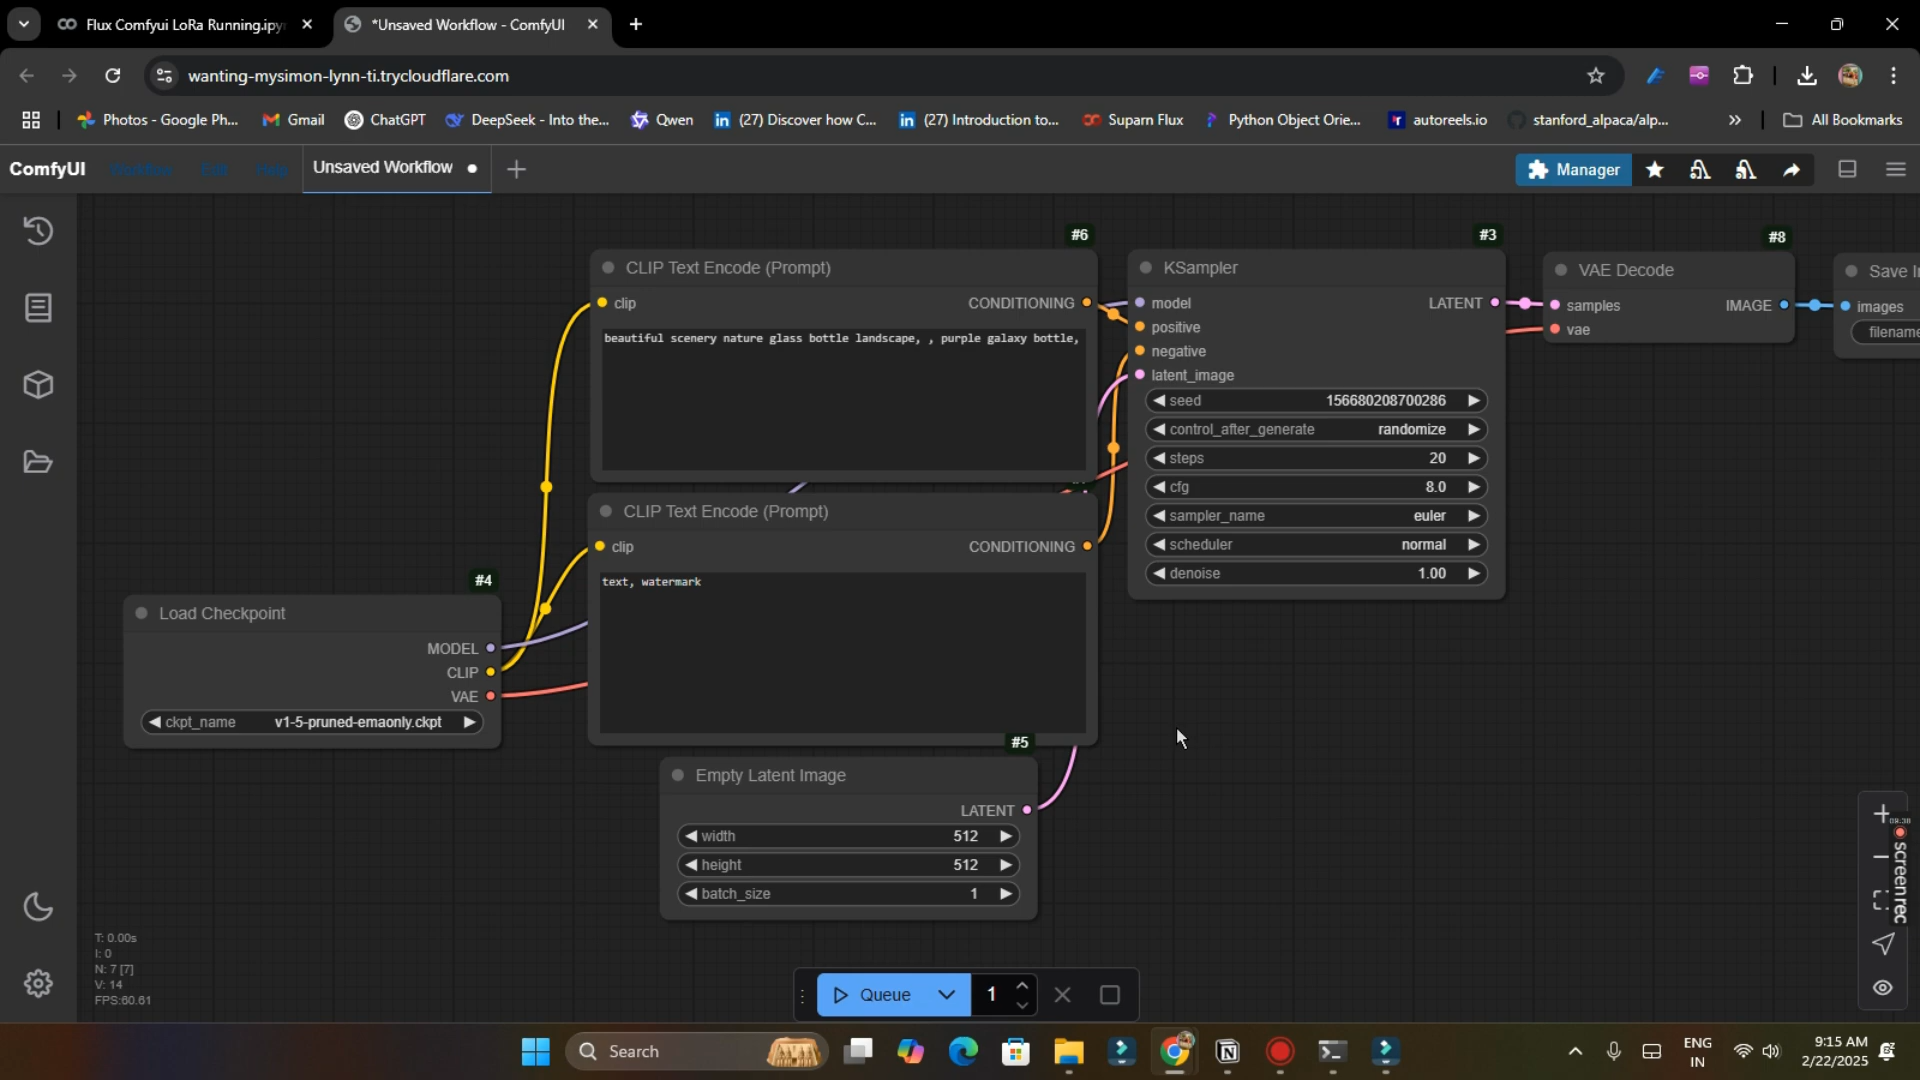 Flux Comfyui LoRa Running.ipy
*Unsaved Workflow - ComfyUI
wanting-mysimon-lynn-ti.trycloudflare.com
Photos - Google Ph...
Gmail
ChatGPT
DeepSeek - Into the...
Qwen
(27) Discover how C...
(27) Introduction to...
Suparn Flux
Python Object Orie...
autoreels.io
stanford_alpaca/alp...
All Bookmarks
ComfyUI
Workflow
Edit
Help
Unsaved Workflow
Manager
#6
CLIP Text Encode (Prompt)
clip
CONDITIONING
beautiful scenery nature glass bottle landscape, , purple galaxy bottle,
#3
KSampler
model
LATENT
positive
negative
latent_image
seed 156680208700286
control_after_generate randomize
steps 20
cfg 8.0
sampler_name euler
scheduler normal
denoise 1.00
#8
VAE Decode
samples
IMAGE
vae
Save I
images
filename
CLIP Text Encode (Prompt)
clip
CONDITIONING
text, watermark
#4
Load Checkpoint
MODEL
CLIP
VAE
ckpt_name v1-5-pruned-emaonly.ckpt
#5
Empty Latent Image
LATENT
width 512
height 512
batch_size 1
T: 0.00s
I: 0
N: 7 [7]
V: 14
FPS:60.61
Queue
1
screenrec
Search
ENG
IN
9:15 AM
2/22/2025